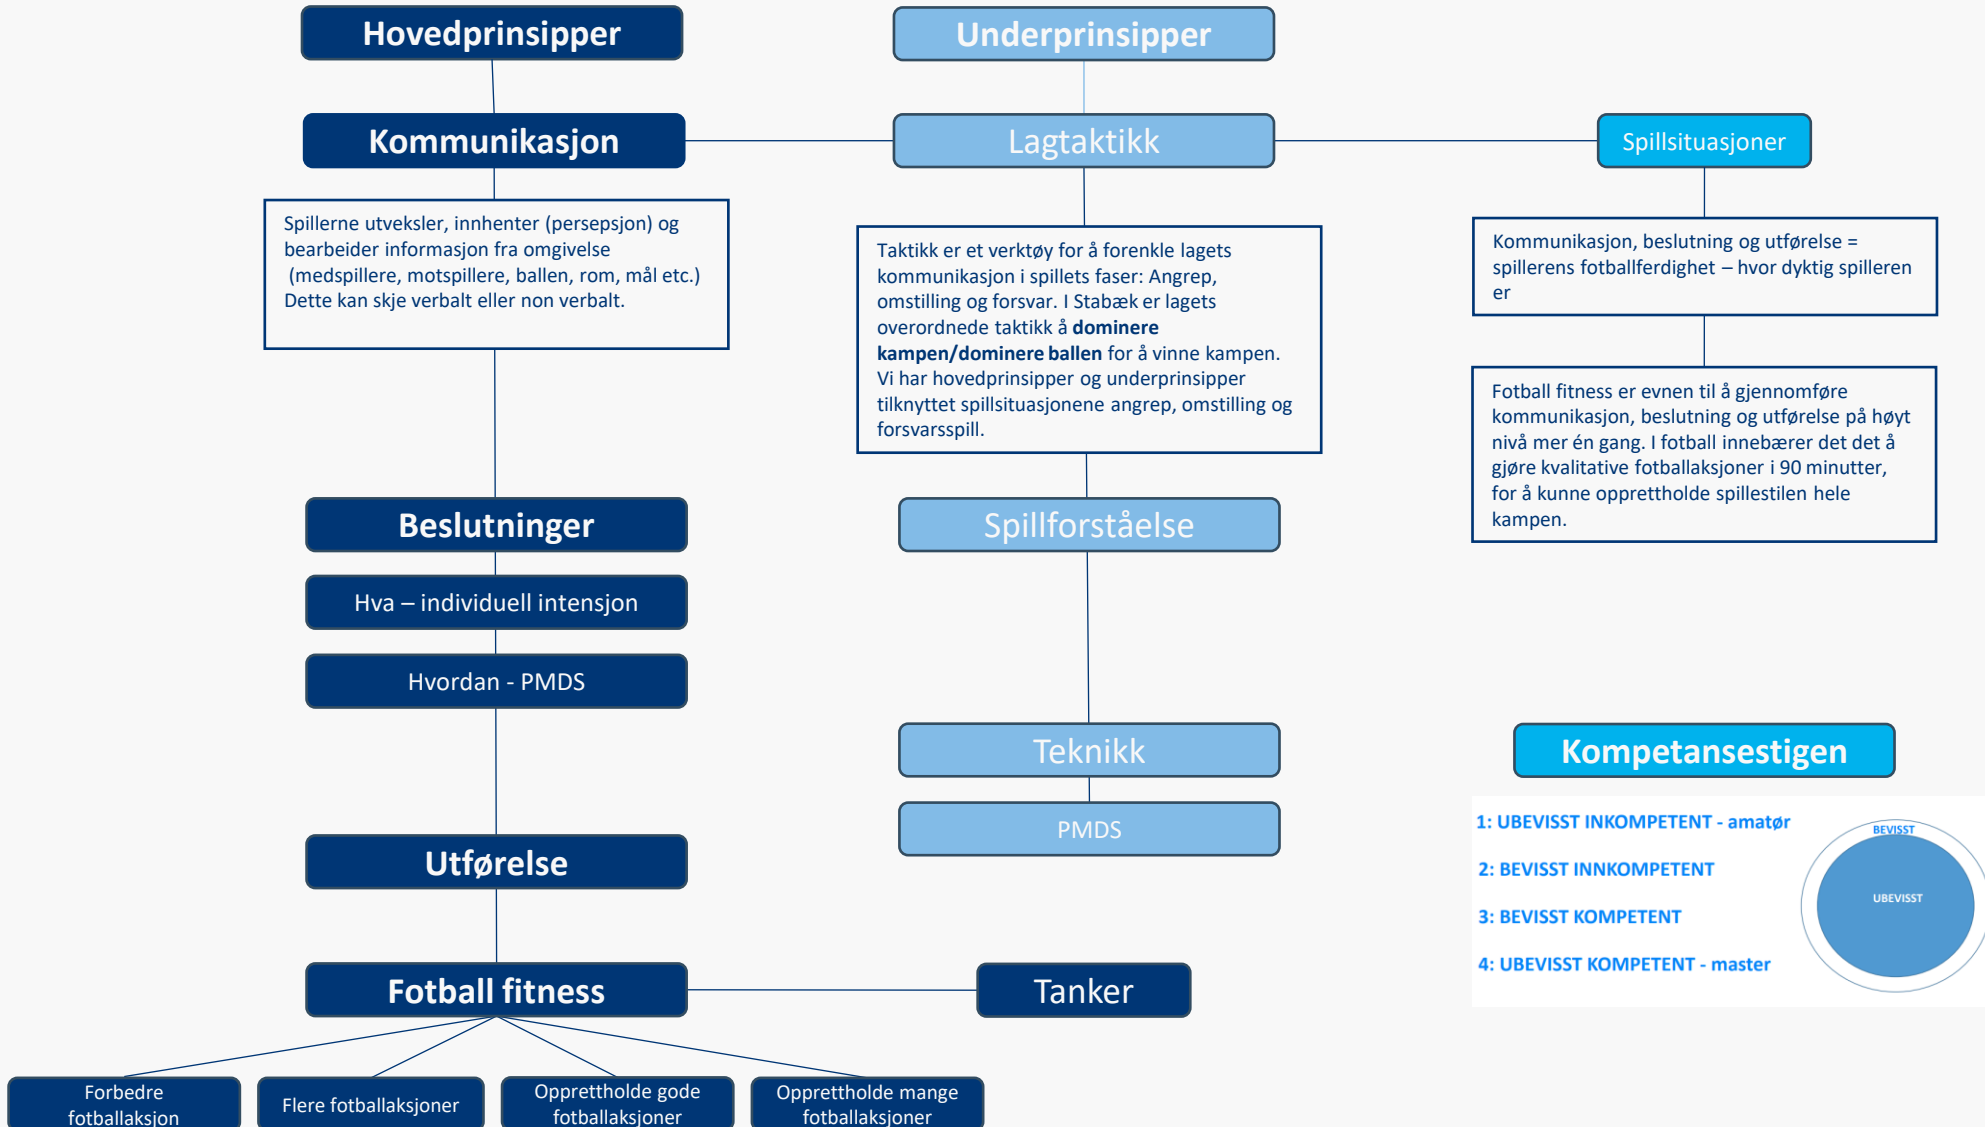 Hovedprinsipper
Underprinsipper
Kommunikasjon
Lagtaktikk
Spillsituasjoner
Spillerne utveksler, innhenter (persepsjon) og
bearbeider informasjon fra omgivelse
(medspillere, motspillere, ballen, rom, mål etc.)
Dette kan skje verbalt eller non verbalt.
Taktikk er et verktøy for å forenkle lagets
kommunikasjon i spillets faser: Angrep,
omstilling og forsvar. I Stabæk er lagets
overordnede taktikk å dominere
kampen/dominere ballen for å vinne kampen.
Vi har hovedprinsipper og underprinsipper
tilknyttet spillsituasjonene angrep, omstilling og
forsvarsspill.
Kommunikasjon, beslutning og utførelse =
spillerens fotballferdighet – hvor dyktig spilleren
er
Fotball fitness er evnen til å gjennomføre
kommunikasjon, beslutning og utførelse på høyt
nivå mer én gang. I fotball innebærer det det å
gjøre kvalitative fotballaksjoner i 90 minutter,
for å kunne opprettholde spillestilen hele
kampen.
Beslutninger
Spillforståelse
Hva – individuell intensjon
Hvordan - PMDS
Teknikk
PMDS
Kompetansestigen
1: UBEVISST INKOMPETENT - amatør
2: BEVISST INNKOMPETENT
3: BEVISST KOMPETENT
4: UBEVISST KOMPETENT - master
BEVISST
UBEVISST
Utførelse
Fotball fitness
Tanker
Forbedre
fotballaksjon
Flere fotballaksjoner
Opprettholde gode
fotballaksjoner
Opprettholde mange
fotballaksjoner